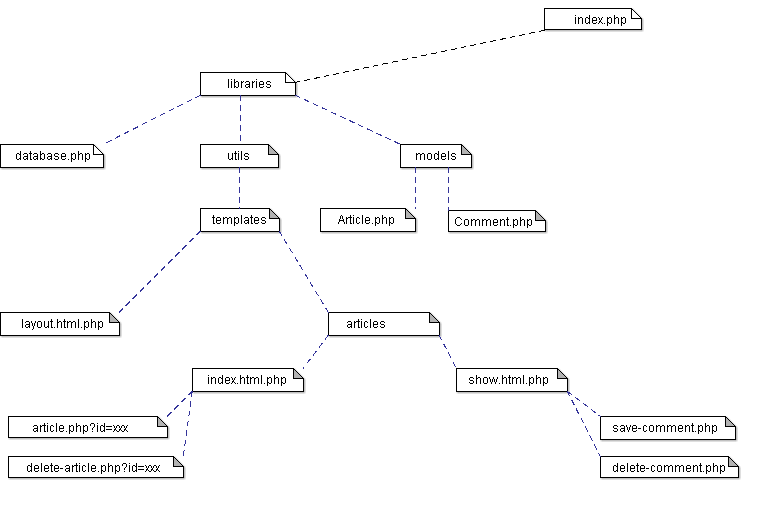 index.php
libraries
database.php
utils
models
templates
Article.php
Comment.php
layout.html.php
articles
index.html.php
show.html.php
article.php?id=xxx
save-comment.php
delete-article.php?id=xxx
delete-comment.php